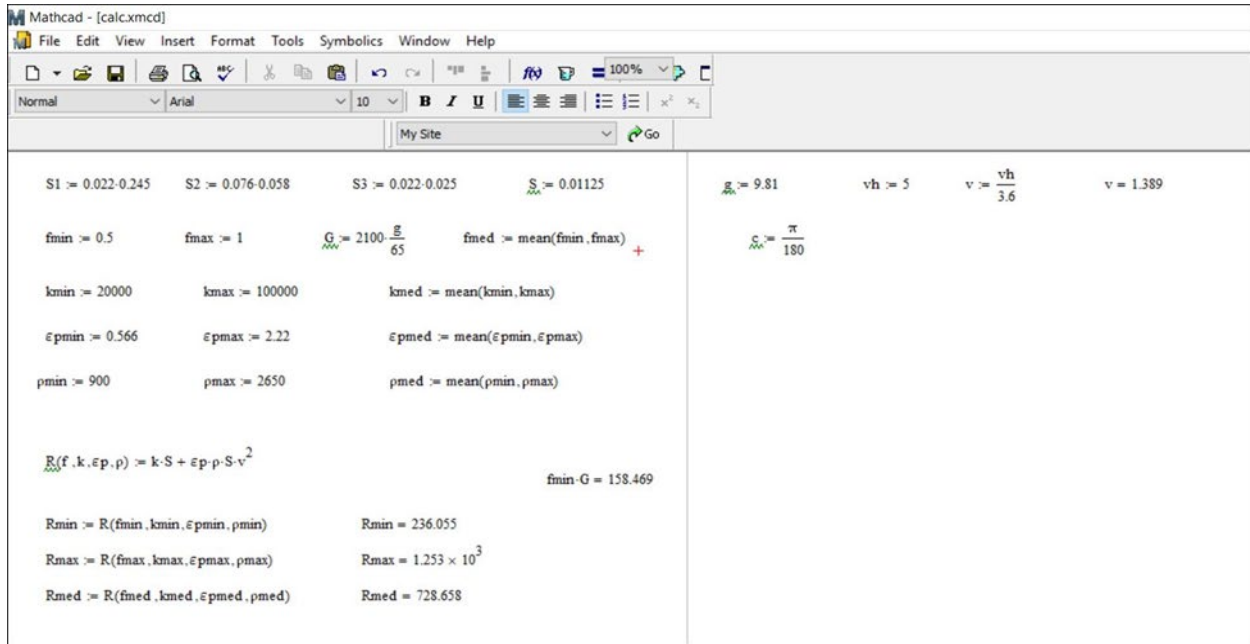 Mathcad - [calc.xmcd]
File Edit View Insert Format Tools Symbolics Window Help
100%
Normal Arial 10 B I U
My Site Go
S1 := 0.022·0.245 S2 := 0.076·0.058 S3 := 0.022·0.025 S := 0.01125 g := 9.81 vh := 5 v := vh/3.6 v = 1.389
fmin := 0.5 fmax := 1 G := 2100·g/65 fmed := mean(fmin,fmax) c := π/180
kmin := 20000 kmax := 100000 kmed := mean(kmin,kmax)
εpmin := 0.566 εpmax := 2.22 εpmed := mean(εpmin,εpmax)
ρmin := 900 ρmax := 2650 ρmed := mean(ρmin,ρmax)
R(f,k,εp,ρ) := k·S + εp·ρ·S·v²
fmin·G = 158.469
Rmin := R(fmin,kmin,εpmin,ρmin) Rmin = 236.055
Rmax := R(fmax,kmax,εpmax,ρmax) Rmax = 1.253 × 10³
Rmed := R(fmed,kmed,εpmed,ρmed) Rmed = 728.658